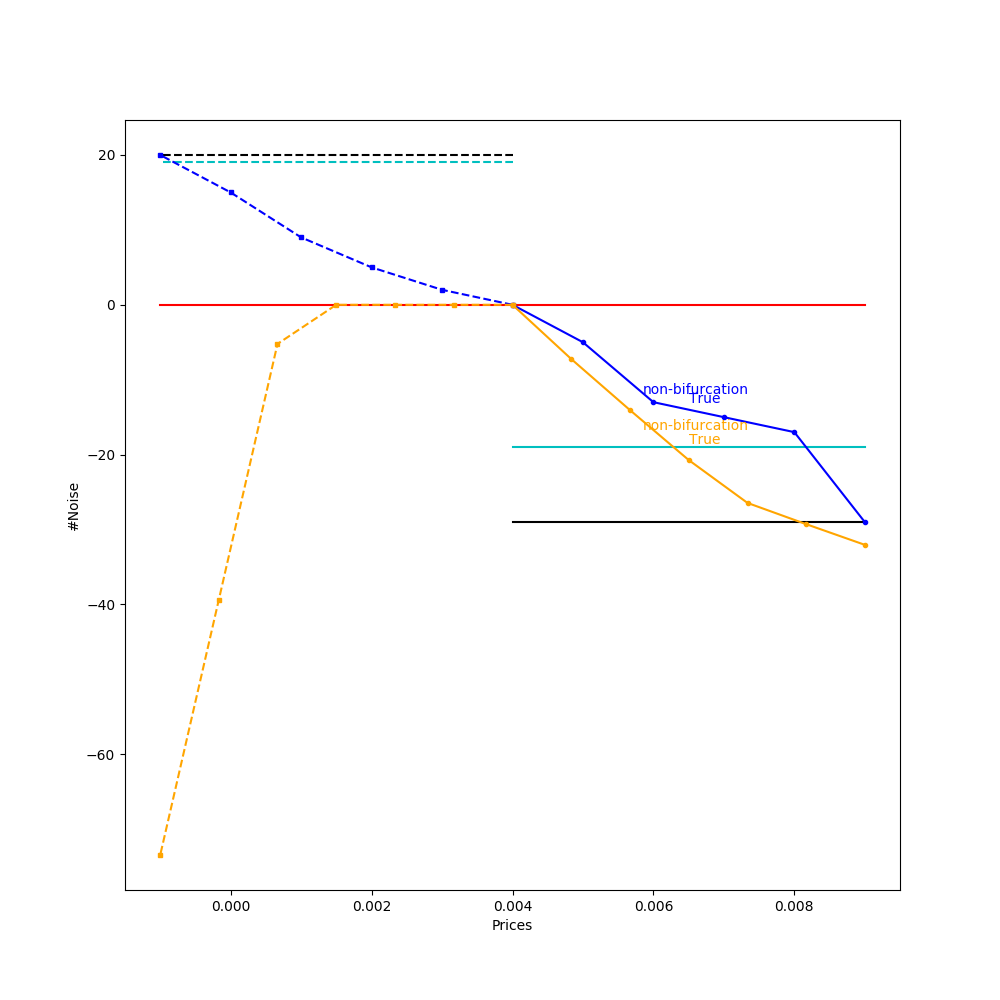 20
0
−20
−40
−60
#Noise
non-bifurcation
True
non-bifurcation
True
0.000
0.002
0.004
0.006
0.008
Prices